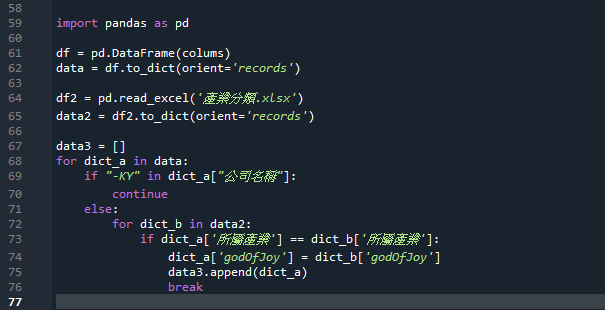 58
59 import pandas as pd
60
61 df = pd.DataFrame(colums)
62 data = df.to_dict(orient='records')
63
64 df2 = pd.read_excel('產業分類.xlsx')
65 data2 = df2.to_dict(orient='records')
66
67 data3 = []
68 for dict_a in data:
69     if "-KY" in dict_a["公司名稱"]:
70         continue
71     else:
72         for dict_b in data2:
73             if dict_a['所屬產業'] == dict_b['所屬產業']:
74                 dict_a['godOfJoy'] = dict_b['godOfJoy']
75                 data3.append(dict_a)
76                 break
77